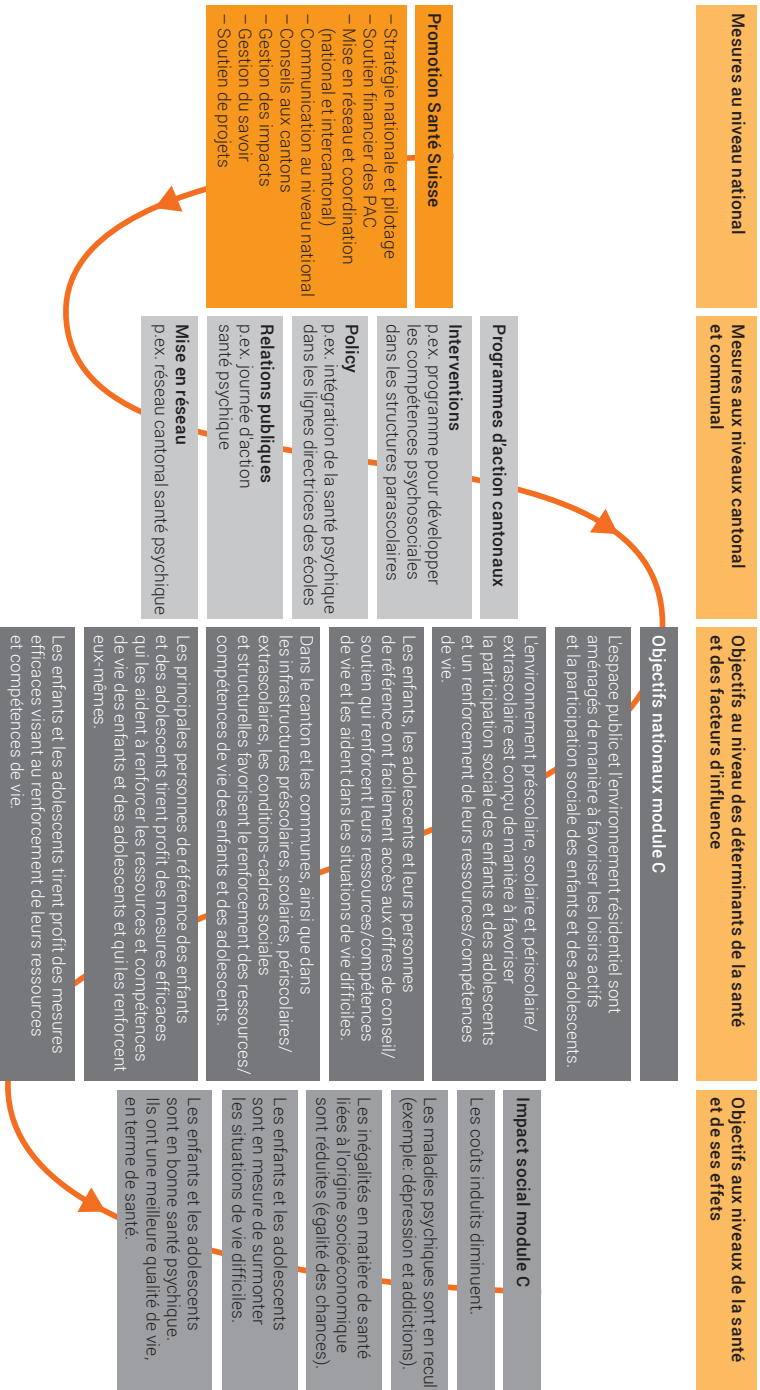 Mesures au niveau national
Promotion Santé Suisse
– Stratégie nationale et pilotage
– Soutien financier des PAC
– Mise en réseau et coordination
(national et intercantonal)
– Communication au niveau national
– Conseils aux cantons
– Gestion des impacts
– Gestion du savoir
– Soutien de projets
Mesures aux niveaux cantonal
et communal
Programmes d'action cantonaux
Interventions
p.ex. programme pour développer
les compétences psychosociales
dans les structures parascolaires
Policy
p.ex. intégration de la santé psychique
dans les lignes directrices des écoles
Relations publiques
p.ex. journée d'action
santé psychique
Mise en réseau
p.ex. réseau cantonal santé psychique
Objectifs au niveau des déterminants de la santé
et des facteurs d'influence
Objectifs nationaux module C
L'espace public et l'environnement résidentiel sont
aménagés de manière à favoriser les loisirs actifs
et la participation sociale des enfants et des adolescents.
L'environnement préscolaire, scolaire et périscolaire/
extrascolaire est conçu de manière à favoriser
la participation sociale des enfants et des adolescents
et un renforcement de leurs ressources/compétences
de vie.
Les enfants, les adolescents et leurs personnes
de référence ont facilement accès aux offres de conseil/
soutien qui renforcent leurs ressources/compétences
de vie et les aident dans les situations de vie difficiles.
Dans le canton et les communes, ainsi que dans
les infrastructures préscolaires, scolaires, périscolaires/
extrascolaires, les conditions-cadres sociales
et structurelles favorisent le renforcement des ressources/
compétences de vie des enfants et des adolescents.
Les principales personnes de référence des enfants
et des adolescents tirent profit des mesures efficaces
qui les aident à renforcer les ressources et compétences
de vie des enfants et des adolescents et qui les renforcent
eux-mêmes.
Les enfants et les adolescents tirent profit des mesures
efficaces visant au renforcement de leurs ressources
et compétences de vie.
Objectifs aux niveaux de la santé
et de ses effets
Impact social module C
Les coûts induits diminuent.
Les maladies psychiques sont en recul
(exemple: dépression et addictions).
Les inégalités en matière de santé
liées à l'origine socioéconomique
sont réduites (égalité des chances).
Les enfants et les adolescents
sont en mesure de surmonter
les situations de vie difficiles.
Les enfants et les adolescents
sont en bonne santé psychique.
Ils ont une meilleure qualité de vie,
en terme de santé.